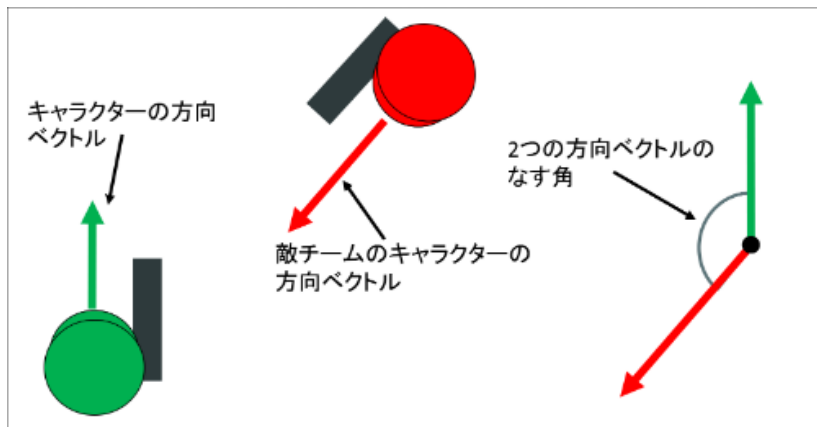 キャラクターの方向
ベクトル
敵チームのキャラクターの
方向ベクトル
2つの方向ベクトルの
なす角